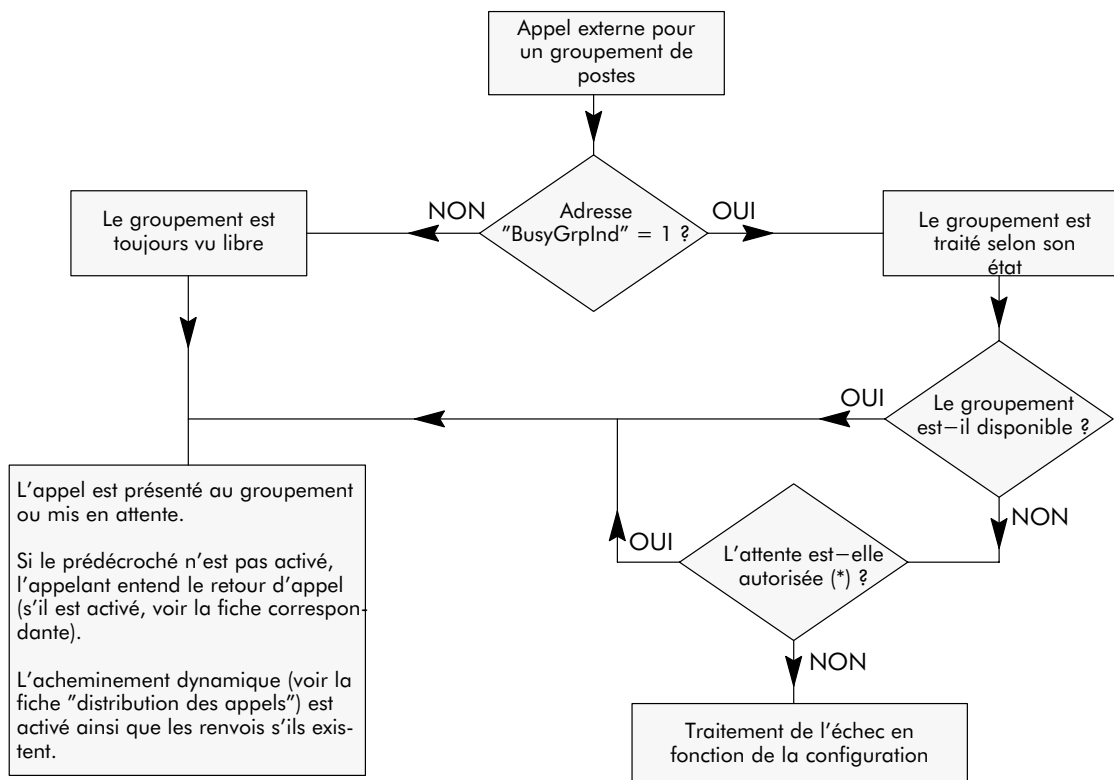 Appel externe pour
un groupement de
postes
NON
Adresse
"BusyGrpInd" = 1 ?
OUI
Le groupement est
toujours vu libre
Le groupement est
traité selon son
état
OUI
Le groupement
est–il disponible ?
NON
OUI
L'attente est–elle
autorisée (*) ?
NON
L'appel est présenté au groupement
ou mis en attente.
Si le prédécroché n'est pas activé,
l'appelant entend le retour d'appel
(s'il est activé, voir la fiche correspon-
dante).
L'acheminement dynamique (voir la
fiche "distribution des appels") est
activé ainsi que les renvois s'ils exis-
tent.
Traitement de l'échec en
fonction de la configuration